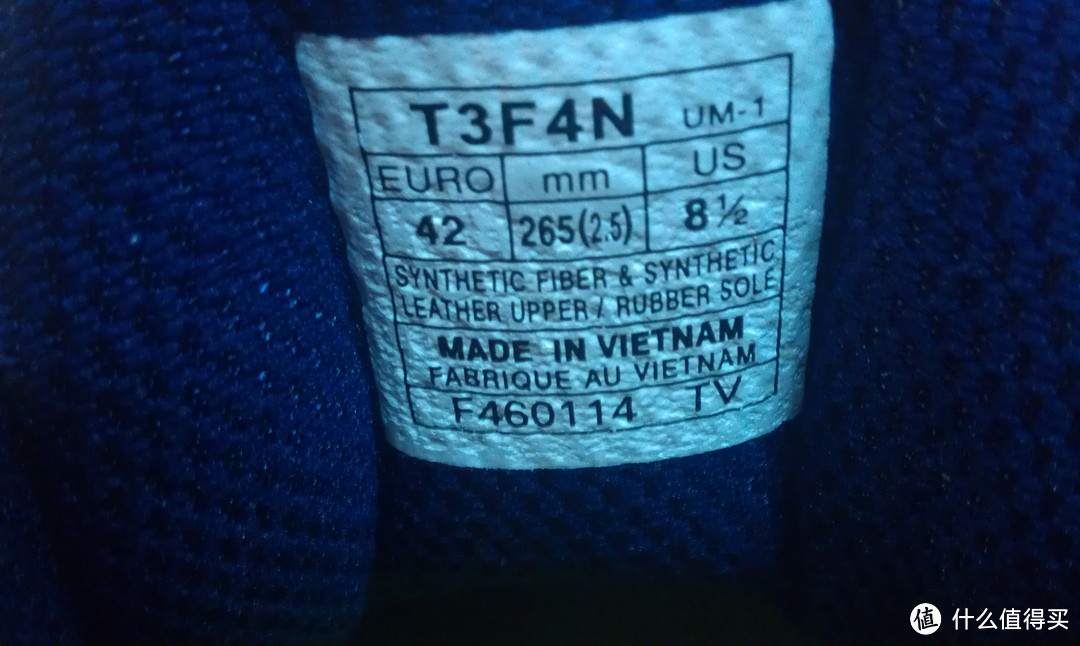 T3F4N UM-1
EURO mm US
42 265(2.5) 8½
SYNTHETIC FIBER & SYNTHETIC
LEATHER UPPER / RUBBER SOLE
MADE IN VIETNAM
FABRIQUE AU VIETNAM
F460114 TV
值 什么值得买